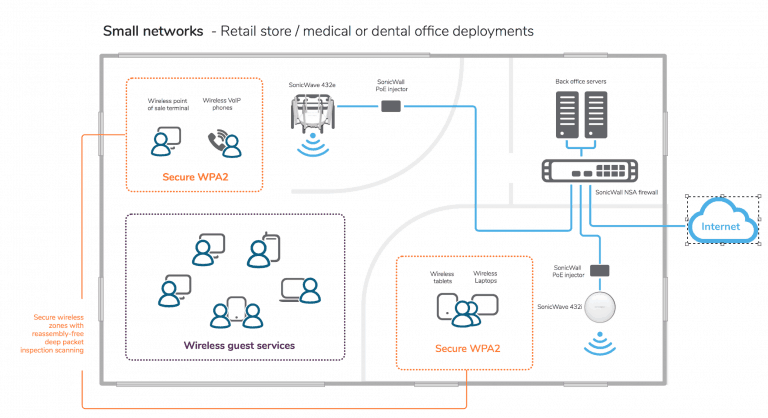 Small networks - Retail store / medical or dental office deployments
SonicWave 432e
SonicWall
PoE injector
Back office servers
Wireless point
of sale terminal
Wireless VoIP
phones
Secure WPA2
SonicWall NSA firewall
Internet
Wireless
tablets
Wireless
Laptops
SonicWall
PoE injector
SonicWave 432i
Secure wireless
zones with
reassembly-free
deep packet
inspection scanning
Wireless guest services
Secure WPA2